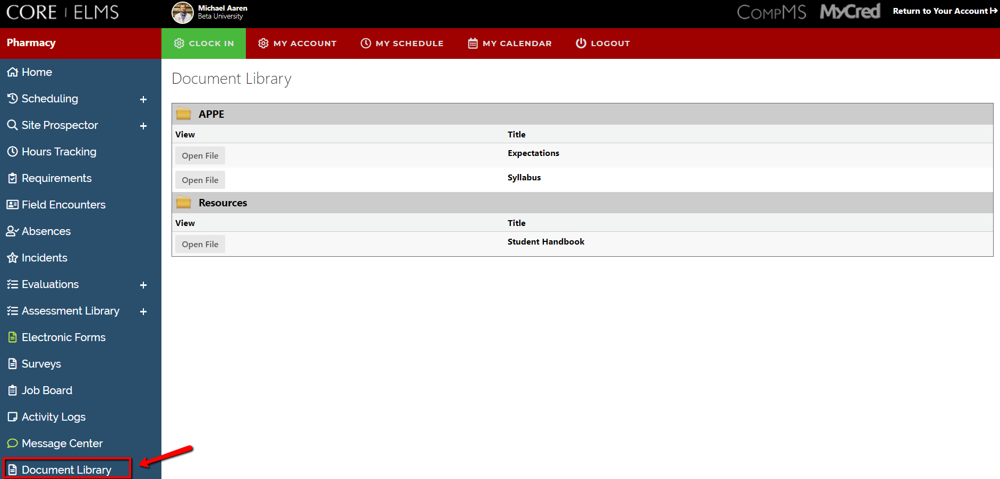 CORE | ELMS
Michael Aaren
Beta University
CompMS
MyCred
Return to Your Account
Pharmacy
CLOCK IN
MY ACCOUNT
MY SCHEDULE
MY CALENDAR
LOGOUT
Home
Scheduling +
Site Prospector +
Hours Tracking
Requirements
Field Encounters
Absences
Incidents
Evaluations +
Assessment Library +
Electronic Forms
Surveys
Job Board
Activity Logs
Message Center
Document Library
Document Library
APPE
View Title
Open File Expectations
Open File Syllabus
Resources
View Title
Open File Student Handbook